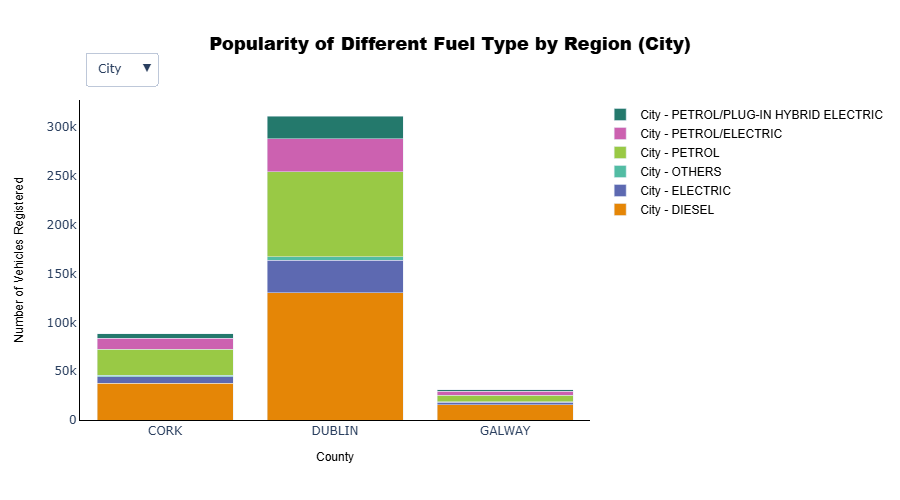 Popularity of Different Fuel Type by Region (City)
City ▼
300k
250k
200k
150k
100k
50k
0
Number of Vehicles Registered
CORK
DUBLIN
GALWAY
County
City - PETROL/PLUG-IN HYBRID ELECTRIC
City - PETROL/ELECTRIC
City - PETROL
City - OTHERS
City - ELECTRIC
City - DIESEL